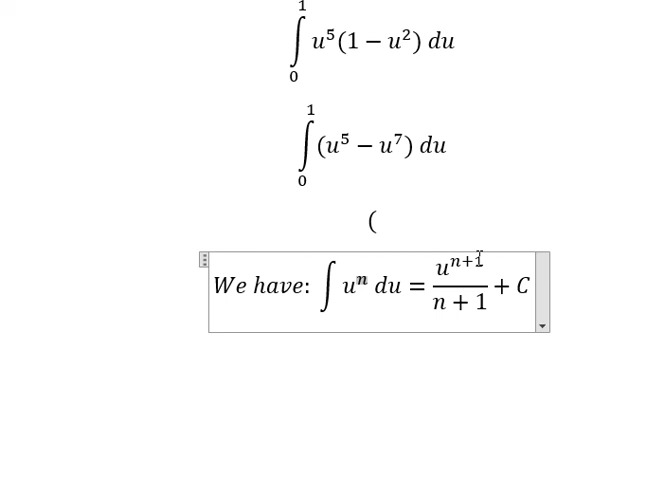 ∫₀¹ u⁵(1 − u²) du
∫₀¹ (u⁵ − u⁷) du
(
We have: ∫ uⁿ du = uⁿ⁺¹/(n + 1) + C